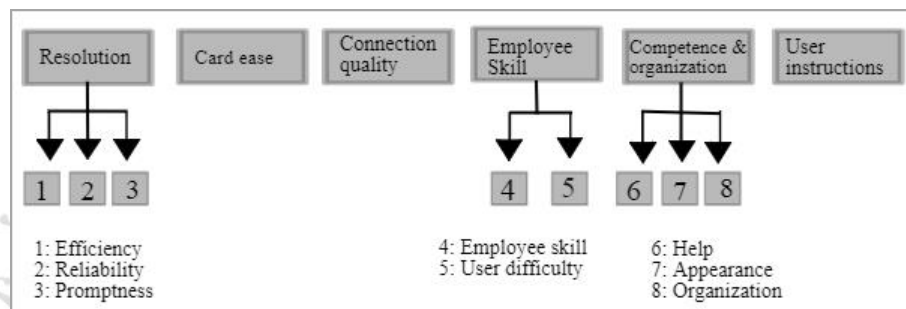 Resolution
Card ease
Connection
quality
Employee
Skill
Competence &
organization
User
instructions
1
2
3
4
5
6
7
8
1: Efficiency
2: Reliability
3: Promptness
4: Employee skill
5: User difficulty
6: Help
7: Appearance
8: Organization